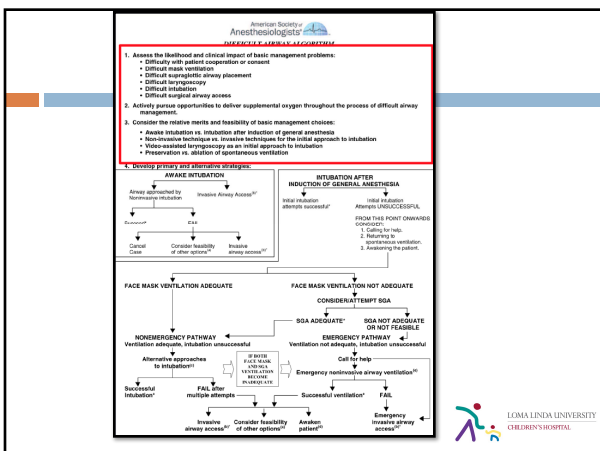 American Society of
Anesthesiologists®
DIFFICULT AIRWAY ALGORITHM
1. Assess the likelihood and clinical impact of basic management problems:
• Difficulty with patient cooperation or consent
• Difficult mask ventilation
• Difficult supraglottic airway placement
• Difficult laryngoscopy
• Difficult intubation
• Difficult surgical airway access
2. Actively pursue opportunities to deliver supplemental oxygen throughout the process of difficult airway
management.
3. Consider the relative merits and feasibility of basic management choices:
• Awake intubation vs. intubation after induction of general anesthesia
• Non-invasive technique vs. invasive techniques for the initial approach to intubation
• Video-assisted laryngoscopy as an initial approach to intubation
• Preservation vs. ablation of spontaneous ventilation
4. Develop primary and alternative strategies:
AWAKE INTUBATION
Airway approached by
Noninvasive intubation
Invasive Airway Access(b)*
Succeed*
FAIL
Cancel
Case
Consider feasibility
of other options(a)
Invasive
airway access(b)*
INTUBATION AFTER
INDUCTION OF GENERAL ANESTHESIA
Initial intubation
attempts successful*
Initial intubation
Attempts UNSUCCESSFUL
FROM THIS POINT ONWARDS
CONSIDER:
1. Calling for help.
2. Returning to
spontaneous ventilation.
3. Awakening the patient.
FACE MASK VENTILATION ADEQUATE
FACE MASK VENTILATION NOT ADEQUATE
CONSIDER/ATTEMPT SGA
SGA ADEQUATE*
SGA NOT ADEQUATE
OR NOT FEASIBLE
NONEMERGENCY PATHWAY
Ventilation adequate, intubation unsuccessful
EMERGENCY PATHWAY
Ventilation not adequate, intubation unsuccessful
Alternative approaches
to intubation(c)
IF BOTH
FACE MASK
AND SGA
VENTILATION
BECOME
INADEQUATE
Call for help
Emergency noninvasive airway ventilation(e)
Successful
Intubation*
FAIL after
multiple attempts
Successful ventilation*
FAIL
Invasive
airway access(b)*
Consider feasibility
of other options(a)
Awaken
patient(d)
Emergency
invasive airway
access(b)*
LOMA LINDA UNIVERSITY
CHILDREN'S HOSPITAL